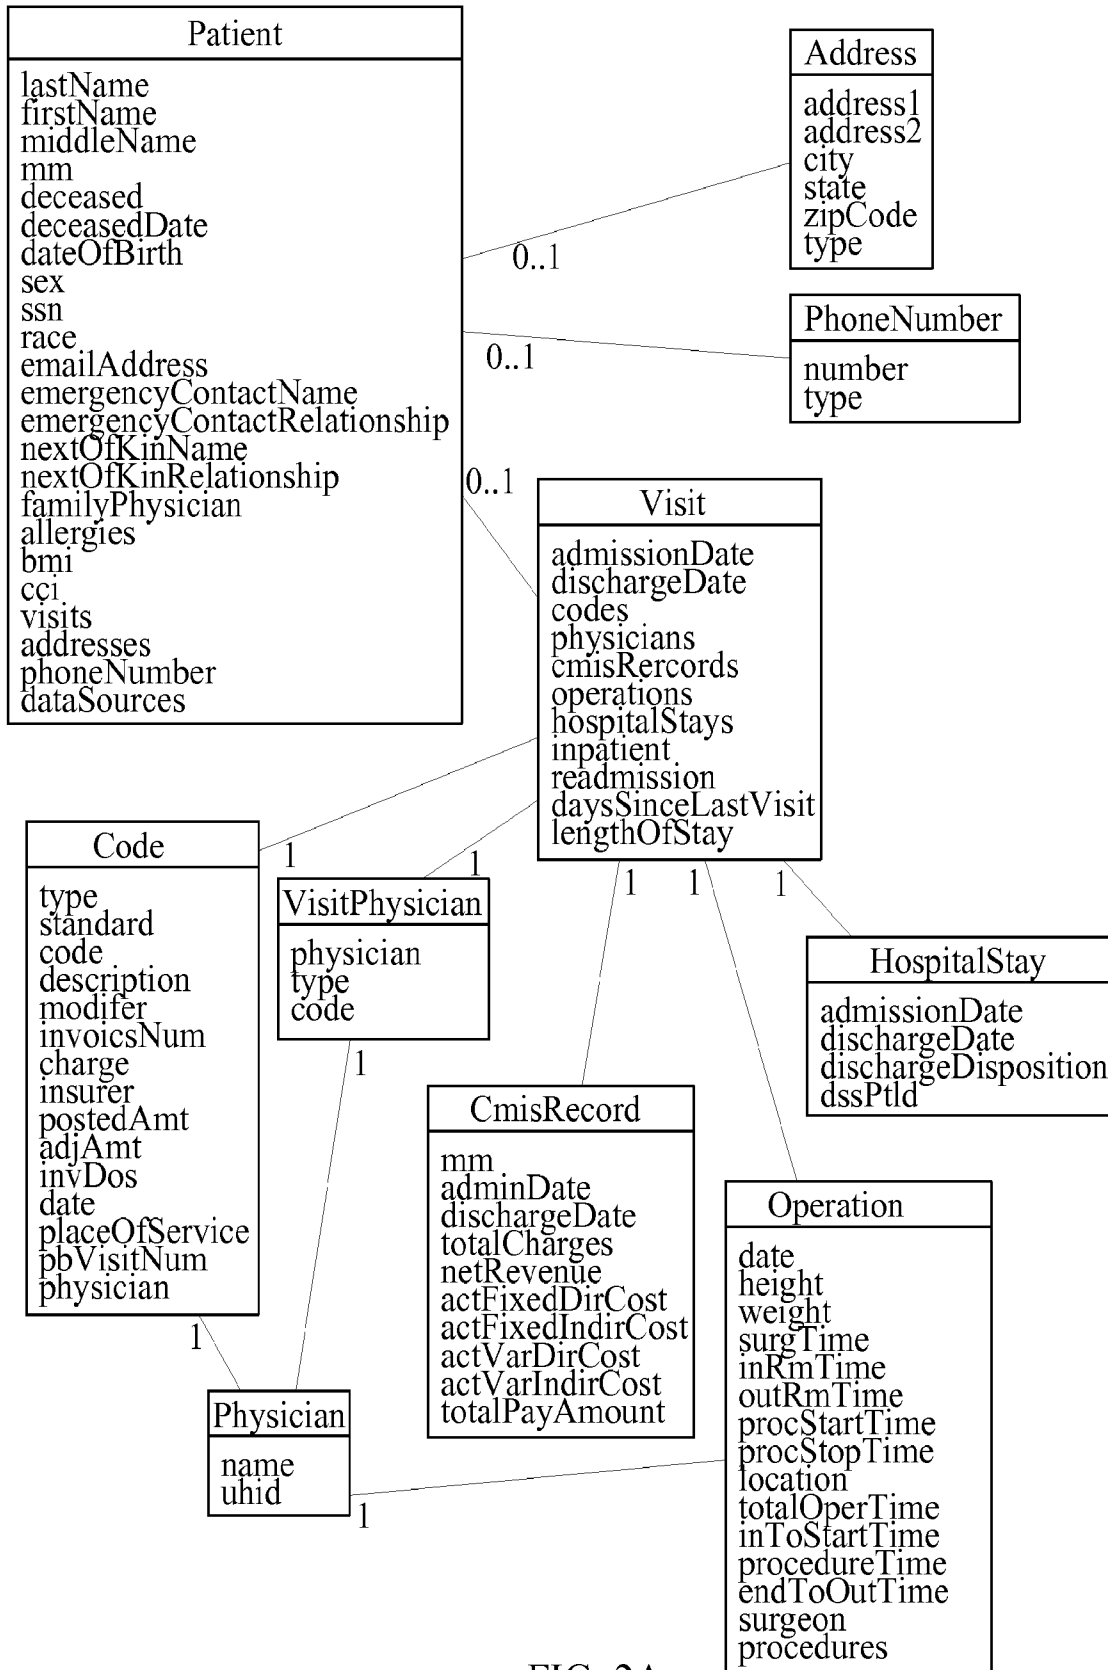 Patient
lastName
firstName
middleName
mm
deceased
deceasedDate
dateOfBirth
sex
ssn
race
emailAddress
emergencyContactName
emergencyContactRelationship
nextOfKinName
nextOfKinRelationship
familyPhysician
allergies
bmi
cci
visits
addresses
phoneNumber
dataSources
Address
address1
address2
city
state
zipCode
type
0..1
PhoneNumber
number
type
0..1
0..1
Visit
admissionDate
dischargeDate
codes
physicians
cmisRercords
operations
hospitalStays
inpatient
readmission
daysSinceLastVisit
lengthOfStay
1
1
1
1
1
Code
type
standard
code
description
modifer
invoicsNum
charge
insurer
postedAmt
adjAmt
invDos
date
placeOfService
pbVisitNum
physician
1
VisitPhysician
physician
type
code
1
HospitalStay
admissionDate
dischargeDate
dischargeDisposition
dssPtld
CmisRecord
mm
adminDate
dischargeDate
totalCharges
netRevenue
actFixedDirCost
actFixedIndirCost
actVarDirCost
actVarIndirCost
totalPayAmount
Operation
date
height
weight
surgTime
inRmTime
outRmTime
procStartTime
procStopTime
location
totalOperTime
inToStartTime
procedureTime
endToOutTime
surgeon
procedures
Physician
name
uhid
1
FIG. 2A